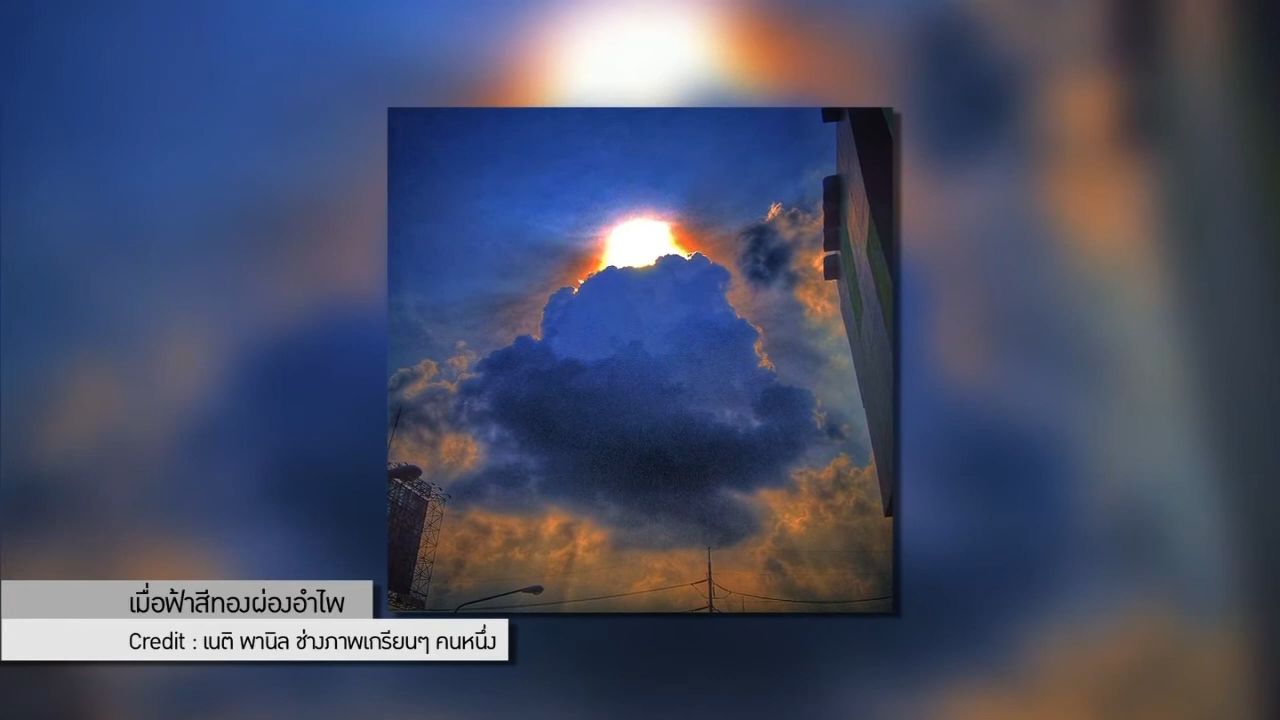 เมื่อฟ้าสีทองผ่องอำไพ
Credit : เนติ พานิล ช่างภาพเกรียนๆ คนหนึ่ง